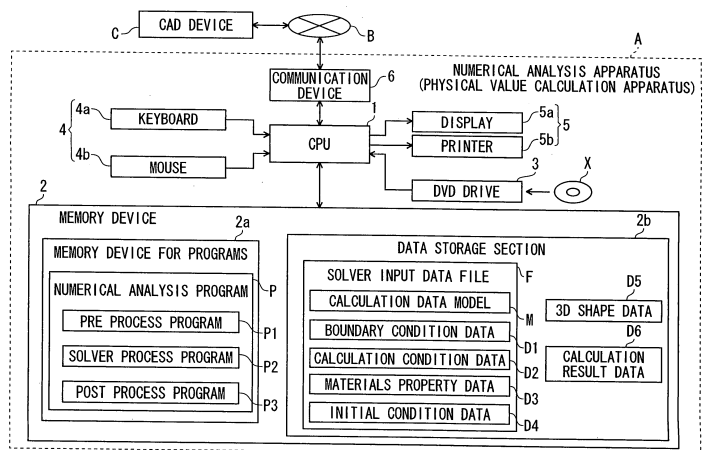 C
CAD DEVICE
B
A
COMMUNICATION
DEVICE
6
NUMERICAL ANALYSIS APPARATUS
(PHYSICAL VALUE CALCULATION APPARATUS)
4
4a
KEYBOARD
4b
MOUSE
1
CPU
5a
DISPLAY
5b
PRINTER
5
3
DVD DRIVE
X
2
MEMORY DEVICE
2a
MEMORY DEVICE FOR PROGRAMS
NUMERICAL ANALYSIS PROGRAM
P
PRE PROCESS PROGRAM
P1
SOLVER PROCESS PROGRAM
P2
POST PROCESS PROGRAM
P3
2b
DATA STORAGE SECTION
SOLVER INPUT DATA FILE
F
CALCULATION DATA MODEL
M
BOUNDARY CONDITION DATA
D1
CALCULATION CONDITION DATA
D2
MATERIALS PROPERTY DATA
D3
INITIAL CONDITION DATA
D4
D5
3D SHAPE DATA
D6
CALCULATION
RESULT DATA